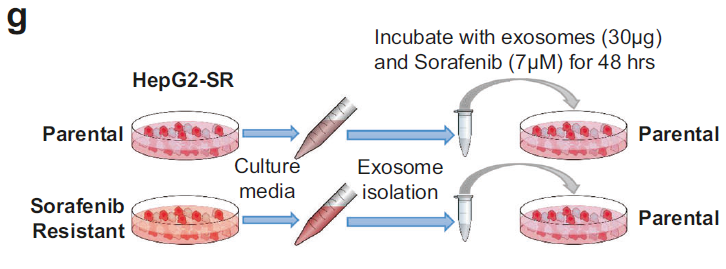 g
Incubate with exosomes (30µg)
and Sorafenib (7µM) for 48 hrs
HepG2-SR
Parental
Parental
Culture
media
Exosome
isolation
Sorafenib
Resistant
Parental